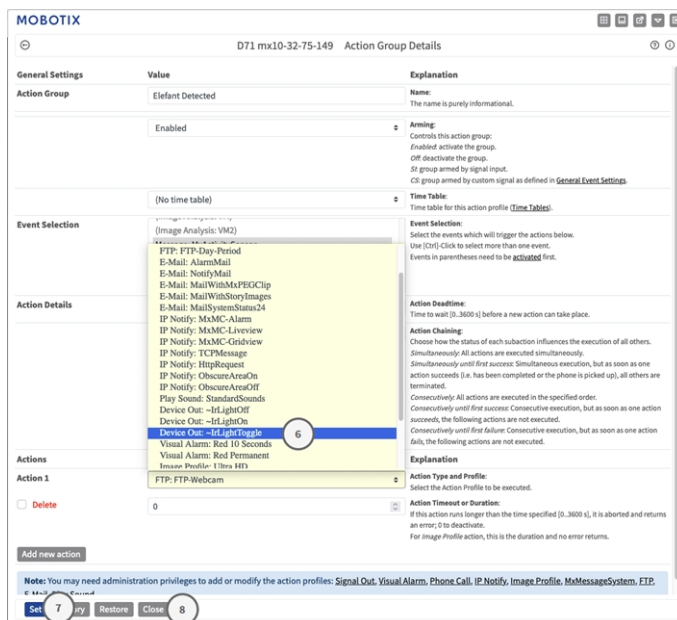 MOBOTIX
D71 mx10-32-75-149 Action Group Details
General Settings
Value
Explanation
Action Group
Elefant Detected
Name:
The name is purely informational.
Enabled
Arming:
Controls this action group:
Enabled: activate the group.
Off: deactivate the group.
SI: group armed by signal input.
CS: group armed by custom signal as defined in General Event Settings.
(No time table)
Time Table:
Time table for this action profile (Time Tables).
Event Selection
(Image Analysis: VM2)
Event Selection:
Select the events which will trigger the actions below.
Use [Ctrl]-Click to select more than one event.
Events in parentheses need to be activated first.
FTP: FTP-Day-Period
E-Mail: AlarmMail
E-Mail: NotifyMail
E-Mail: MailWithMxPEGClip
E-Mail: MailWithStoryImages
E-Mail: MailSystemStatus24
IP Notify: MxMC-Alarm
IP Notify: MxMC-Liveview
IP Notify: MxMC-Gridview
IP Notify: TCPMessage
IP Notify: HttpRequest
IP Notify: ObscureAreaOn
IP Notify: ObscureAreaOff
Play Sound: StandardSounds
Device Out: ~IrLightOff
Device Out: ~IrLightOn
Device Out: ~IrLightToggle
6
Visual Alarm: Red 10 Seconds
Visual Alarm: Red Permanent
Image Profile: Ultra HD
Action Details
Action Deadtime:
Time to wait [0..3600 s] before a new action can take place.
Action Chaining:
Choose how the status of each subaction influences the execution of all others.
Simultaneously: All actions are executed simultaneously.
Simultaneously until first success: Simultaneous execution, but as soon as one
action succeeds (i.e. has been completed or the phone is picked up), all others are
terminated.
Consecutively: All actions are executed in the specified order.
Consecutively until first success: Consecutive execution, but as soon as one action
succeeds, the following actions are not executed.
Consecutively until first failure: Consecutive execution, but as soon as one action
fails, the following actions are not executed.
Actions
Explanation
Action 1
FTP: FTP-Webcam
Action Type and Profile:
Select the Action Profile to be executed.
Delete
0
Action Timeout or Duration:
If this action runs longer than the time specified [0..3600 s], it is aborted and returns
an error; 0 to deactivate.
For Image Profile action, this is the duration and no error returns.
Add new action
Note: You may need administration privileges to add or modify the action profiles: Signal Out, Visual Alarm, Phone Call, IP Notify, Image Profile, MxMessageSystem, FTP,
Set 7 Restore Close 8